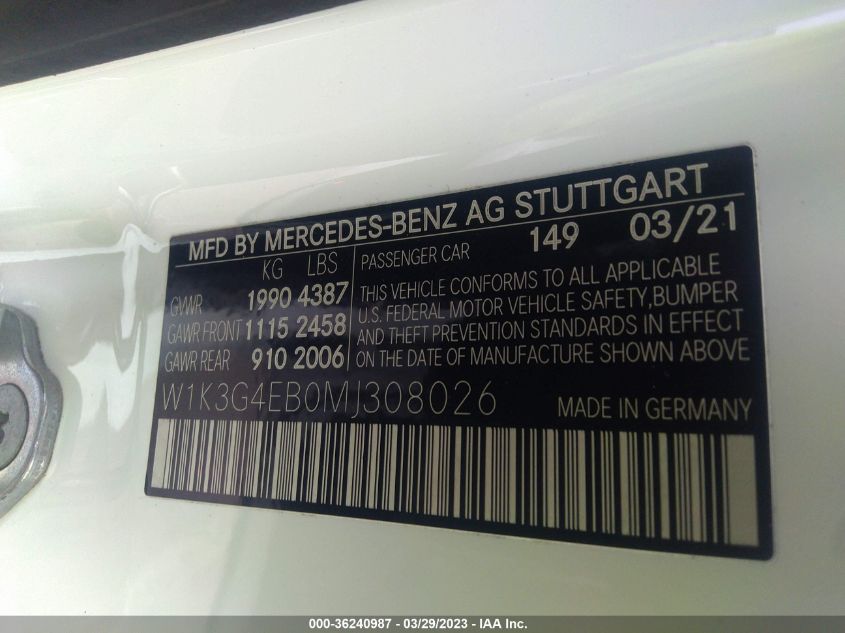 MFD BY MERCEDES-BENZ AG STUTTGART
KG LBS
GVWR 1990 4387
GAWR FRONT 1115 2458
GAWR REAR 910 2006
PASSENGER CAR 149 03/21
THIS VEHICLE CONFORMS TO ALL APPLICABLE
U.S. FEDERAL MOTOR VEHICLE SAFETY,BUMPER
AND THEFT PREVENTION STANDARDS IN EFFECT
ON THE DATE OF MANUFACTURE SHOWN ABOVE
W1K3G4EB0MJ308026
MADE IN GERMANY
000-36240987 - 03/29/2023 - IAA Inc.